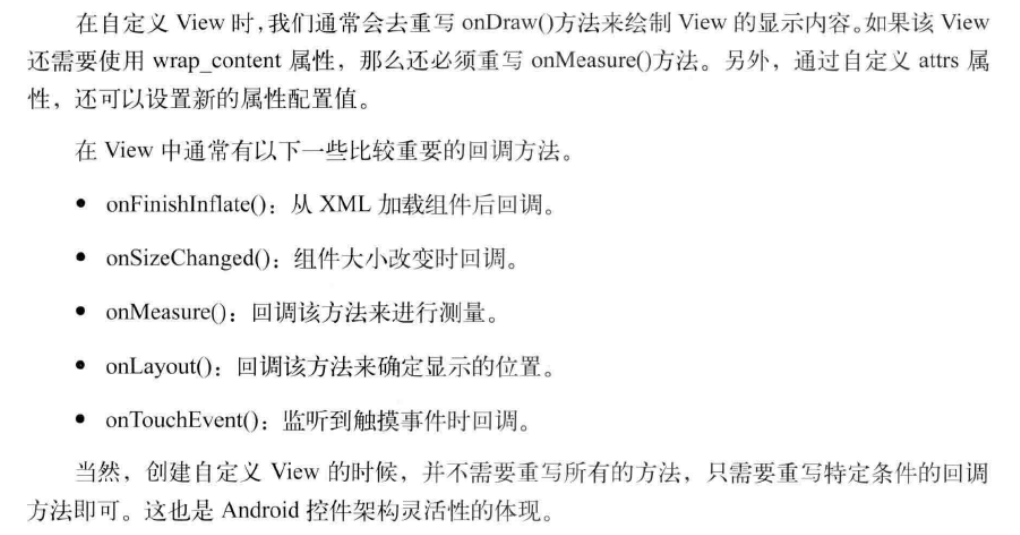 在自定义 View 时，我们通常会去重写 onDraw()方法来绘制 View 的显示内容。如果该 View
还需要使用 wrap_content 属性，那么还必须重写 onMeasure()方法。另外，通过自定义 attrs 属
性，还可以设置新的属性配置值。
在 View 中通常有以下一些比较重要的回调方法。
● onFinishInflate()：从 XML 加载组件后回调。
● onSizeChanged()：组件大小改变时回调。
● onMeasure()：回调该方法来进行测量。
● onLayout()：回调该方法来确定显示的位置。
● onTouchEvent()：监听到触摸事件时回调。
当然，创建自定义 View 的时候，并不需要重写所有的方法，只需要重写特定条件的回调
方法即可。这也是 Android 控件架构灵活性的体现。